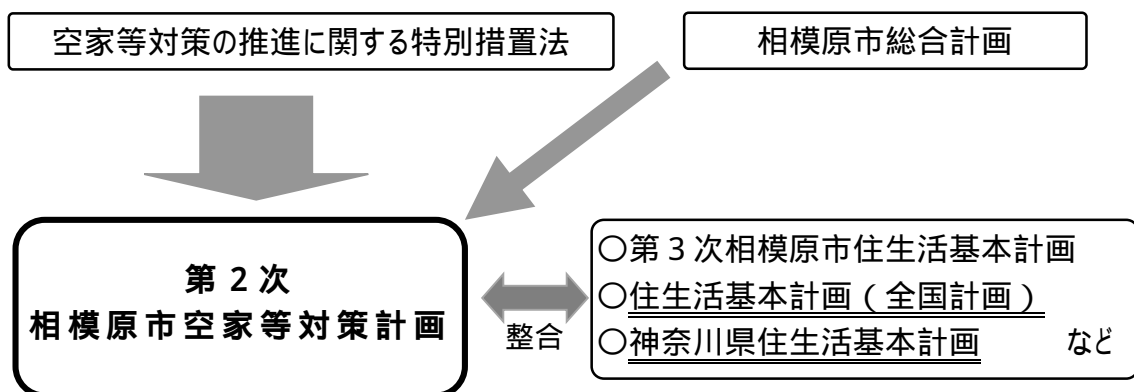 空家等対策の推進に関する特別措置法
相模原市総合計画
第２次
相模原市空家等対策計画
整合
○第３次相模原市住生活基本計画
○住生活基本計画（全国計画）
○神奈川県住生活基本計画　　など